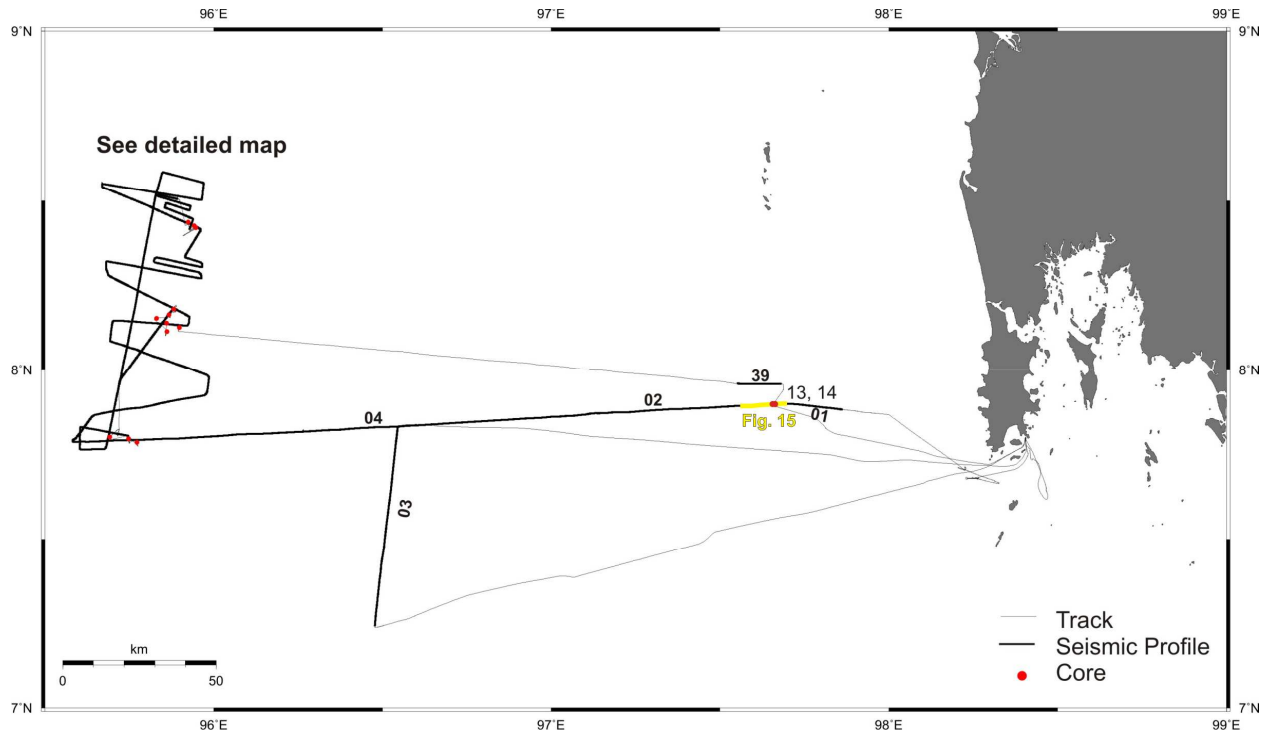 96°E 97°E 98°E 99°E
9°N 9°N
See detailed map
8°N 8°N
39
13, 14
02
01
Fig. 15
04
03
Track
km
Seismic Profile
0 50
Core
7°N 7°N
96°E 97°E 98°E 99°E